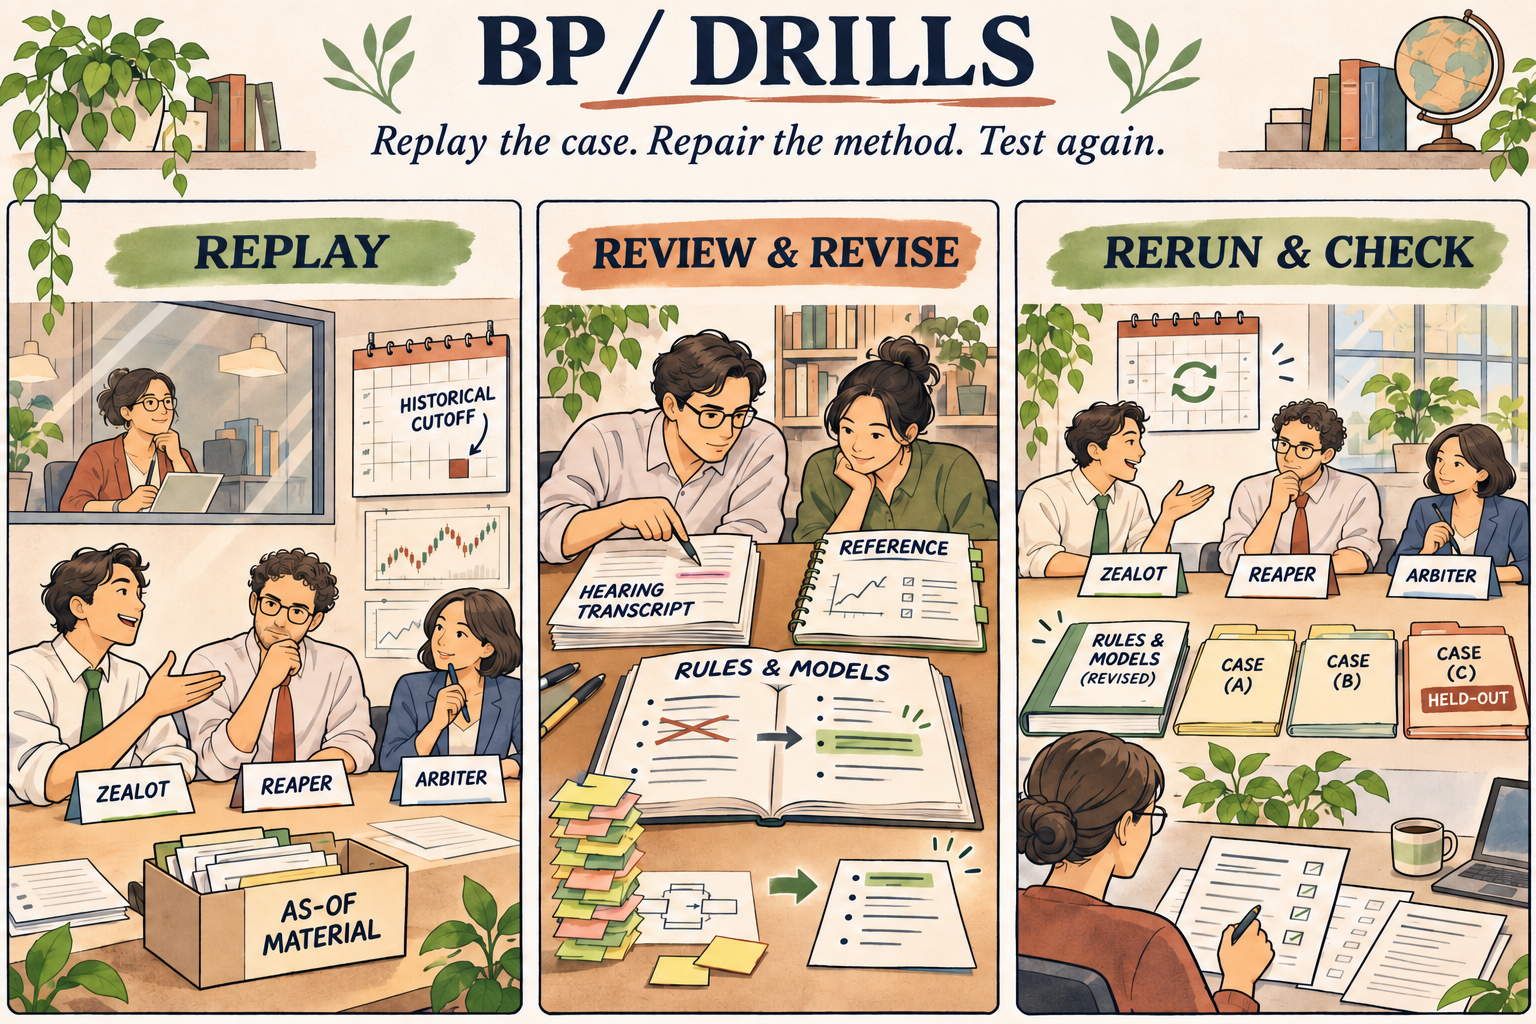 BP / DRILLS
Replay the case. Repair the method. Test again.
REPLAY
HISTORICAL
CUTOFF
ZEALOT
REAPER
ARBITER
AS-OF
MATERIAL
REVIEW & REVISE
HEARING
TRANSCRIPT
REFERENCE
RULES & MODELS
RERUN & CHECK
ZEALOT
REAPER
ARBITER
RULES &
MODELS
(REVISED)
CASE
(A)
CASE
(B)
CASE
(C)
HELD-OUT